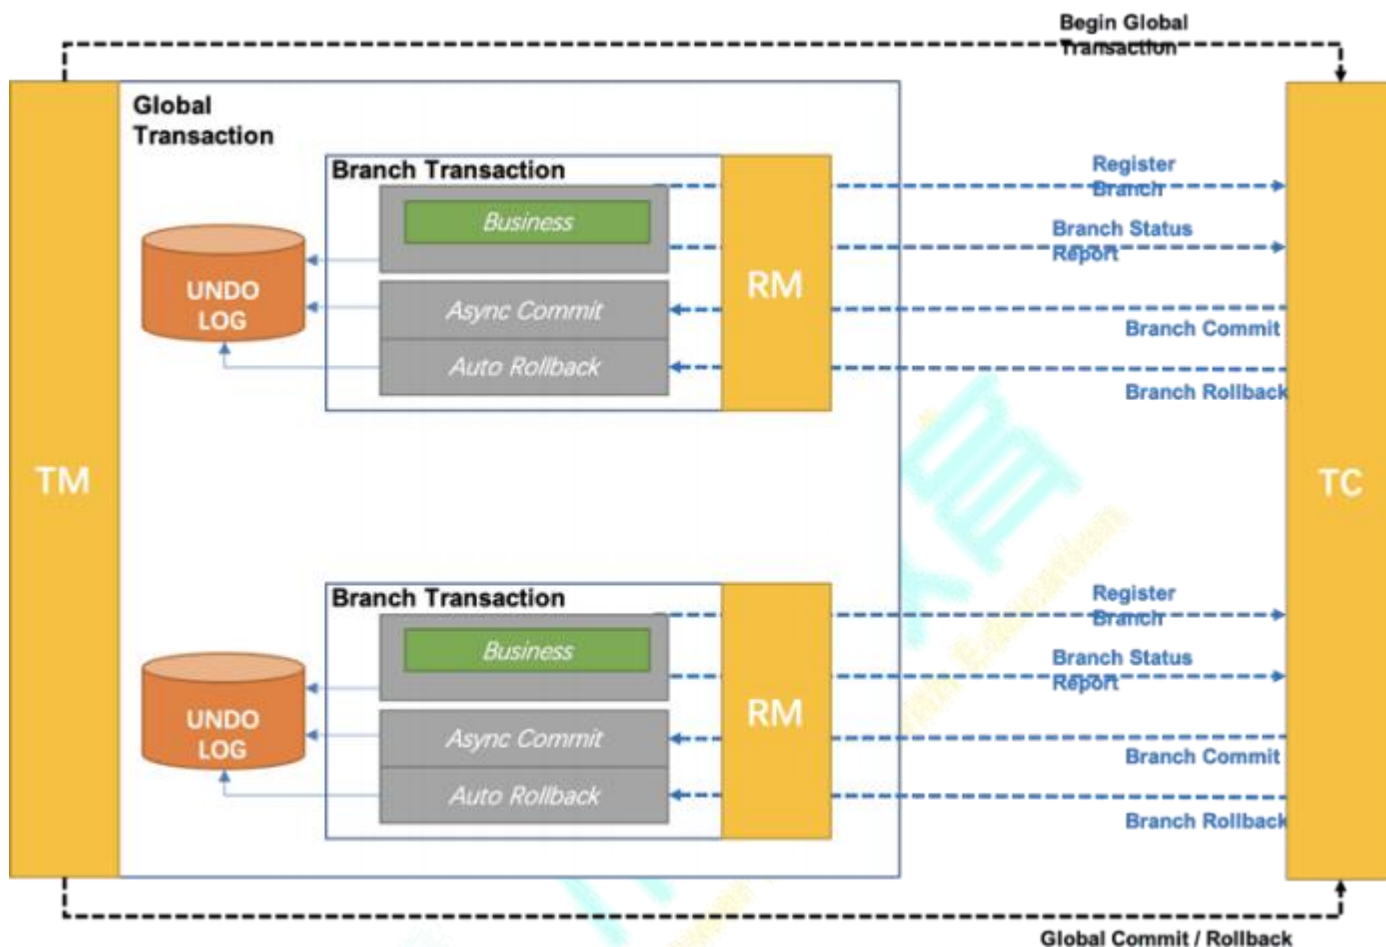 Begin Global
Transaction
Global
Transaction
TM
TC
Branch Transaction
Business
Async Commit
Auto Rollback
RM
UNDO
LOG
Register
Branch
Branch Status
Report
Branch Commit
Branch Rollback
Branch Transaction
Business
Async Commit
Auto Rollback
RM
UNDO
LOG
Register
Branch
Branch Status
Report
Branch Commit
Branch Rollback
Global Commit / Rollback